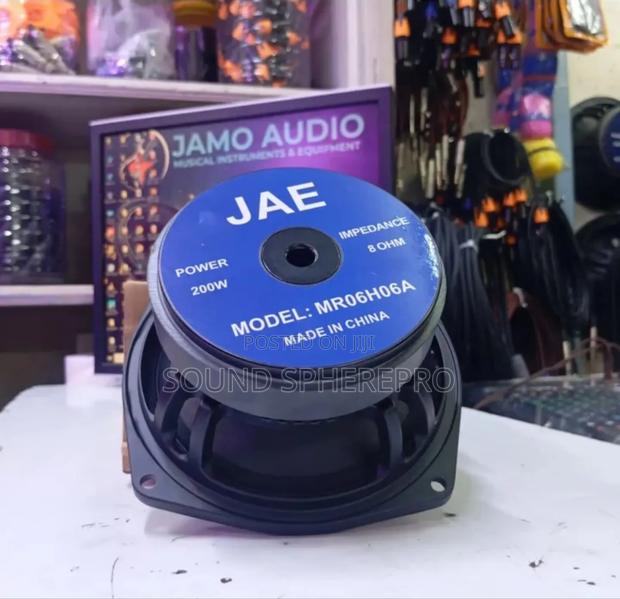 JAMO AUDIO
MUSICAL INSTRUMENTS & EQUIPMENT
JAE
POWER
200W
IMPEDANCE
8 OHM
MODEL: MR06H06A
MADE IN CHINA
POSTED ON JIJI
SOUND SPHEREPRO